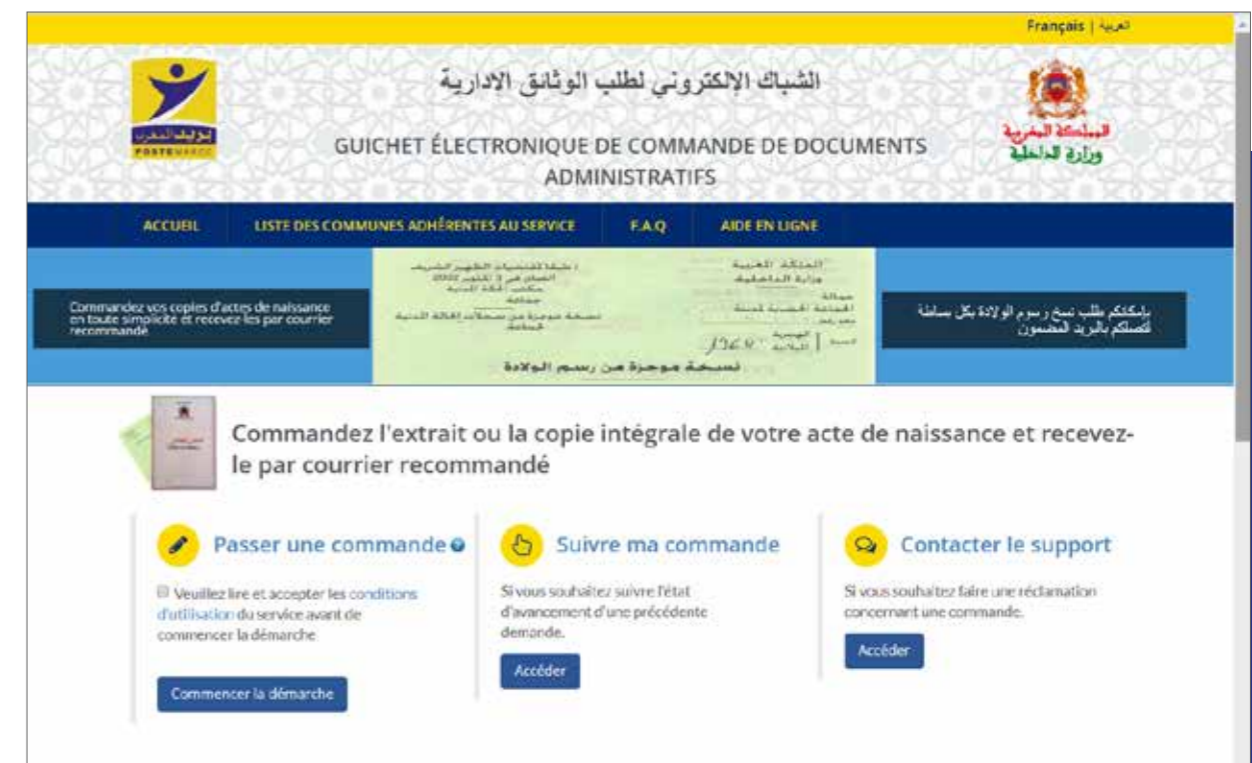 Français | العربية
الشباك الإلكتروني لطلب الوثائق الادارية
بريد المغرب
POSTE MAROC
GUICHET ÉLECTRONIQUE DE COMMANDE DE DOCUMENTS
ADMINISTRATIFS
المملكة المغربية
وزارة الداخلية
ACCUEIL LISTE DES COMMUNES ADHÉRENTES AU SERVICE F.A.Q AIDE EN LIGNE
Commandez vos copies d'actes de naissance
en toute simplicité et recevez les par courrier
recommandé
المملكة المغربية
وزارة الداخلية
نسخة موجزة من رسم الولادة
بإمكانكم طلب نسخ رسوم الولادة بكل بساطة
لتصلكم بالبريد المضمون
Commandez l'extrait ou la copie intégrale de votre acte de naissance et recevez-
le par courrier recommandé
Passer une commande
Veuillez lire et accepter les conditions
d'utilisation du service avant de
commencer la démarche
Commencer la démarche
Suivre ma commande
Si vous souhaitez suivre l'état
d'avancement d'une précédente
demande.
Accéder
Contacter le support
Si vous souhaitez faire une réclamation
concernant une commande.
Accéder